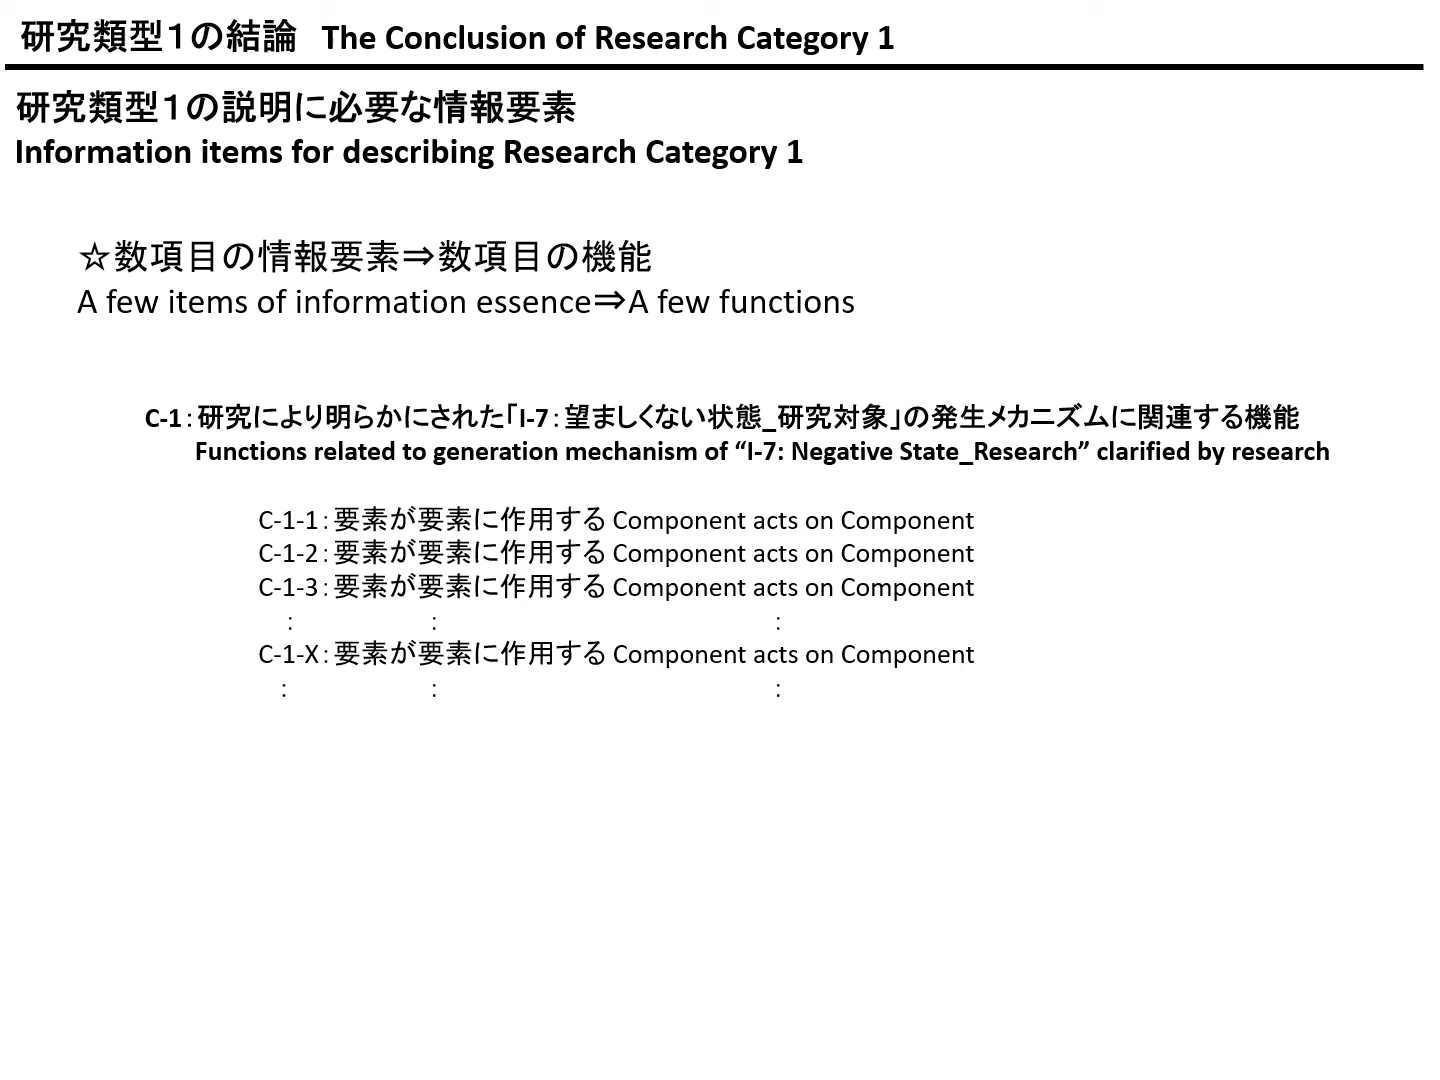 研究類型１の結論 The Conclusion of Research Category 1
研究類型１の説明に必要な情報要素
Information items for describing Research Category 1
☆数項目の情報要素⇒数項目の機能
A few items of information essence⇒A few functions
C-1：研究により明らかにされた「I-7：望ましくない状態_研究対象」の発生メカニズムに関連する機能
Functions related to generation mechanism of “I-7: Negative State_Research” clarified by research
C-1-1：要素が要素に作用する Component acts on Component
C-1-2：要素が要素に作用する Component acts on Component
C-1-3：要素が要素に作用する Component acts on Component
： ： ：
C-1-X：要素が要素に作用する Component acts on Component
： ： ：